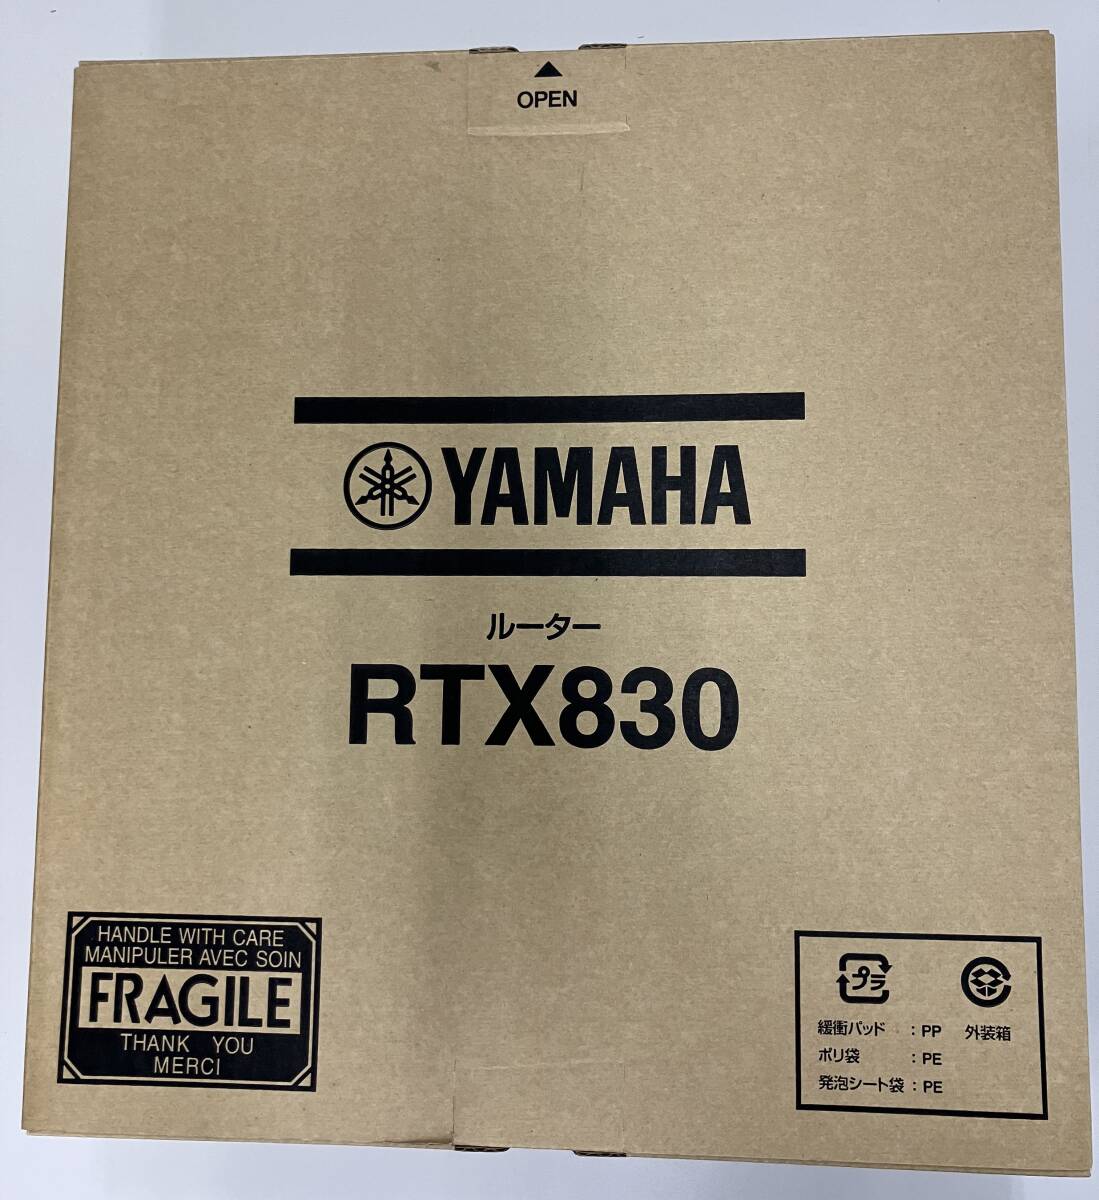 OPEN
YAMAHA
ルーター
RTX830
HANDLE WITH CARE
MANIPULER AVEC SOIN
FRAGILE
THANK YOU
MERCI
プラ
緩衝パッド : PP 外装箱
ポリ袋 : PE
発泡シート袋 : PE